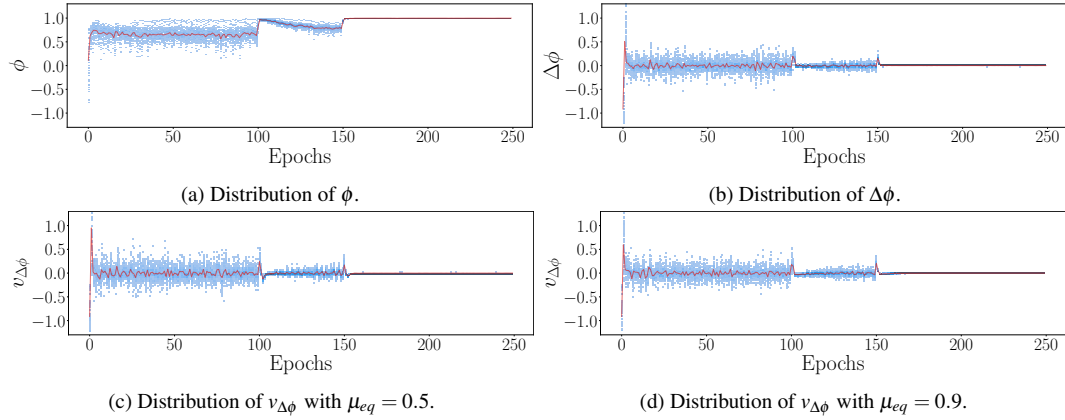 1.0
0.5
0.0
−0.5
−1.0
ϕ
0 50 100 150 200 250
Epochs
(a) Distribution of ϕ.
1.0
0.5
0.0
−0.5
−1.0
Δϕ
0 50 100 150 200 250
Epochs
(b) Distribution of Δϕ.
1.0
0.5
0.0
−0.5
−1.0
v_Δϕ
0 50 100 150 200 250
Epochs
(c) Distribution of v_Δϕ with μ_eq = 0.5.
1.0
0.5
0.0
−0.5
−1.0
v_Δϕ
0 50 100 150 200 250
Epochs
(d) Distribution of v_Δϕ with μ_eq = 0.9.